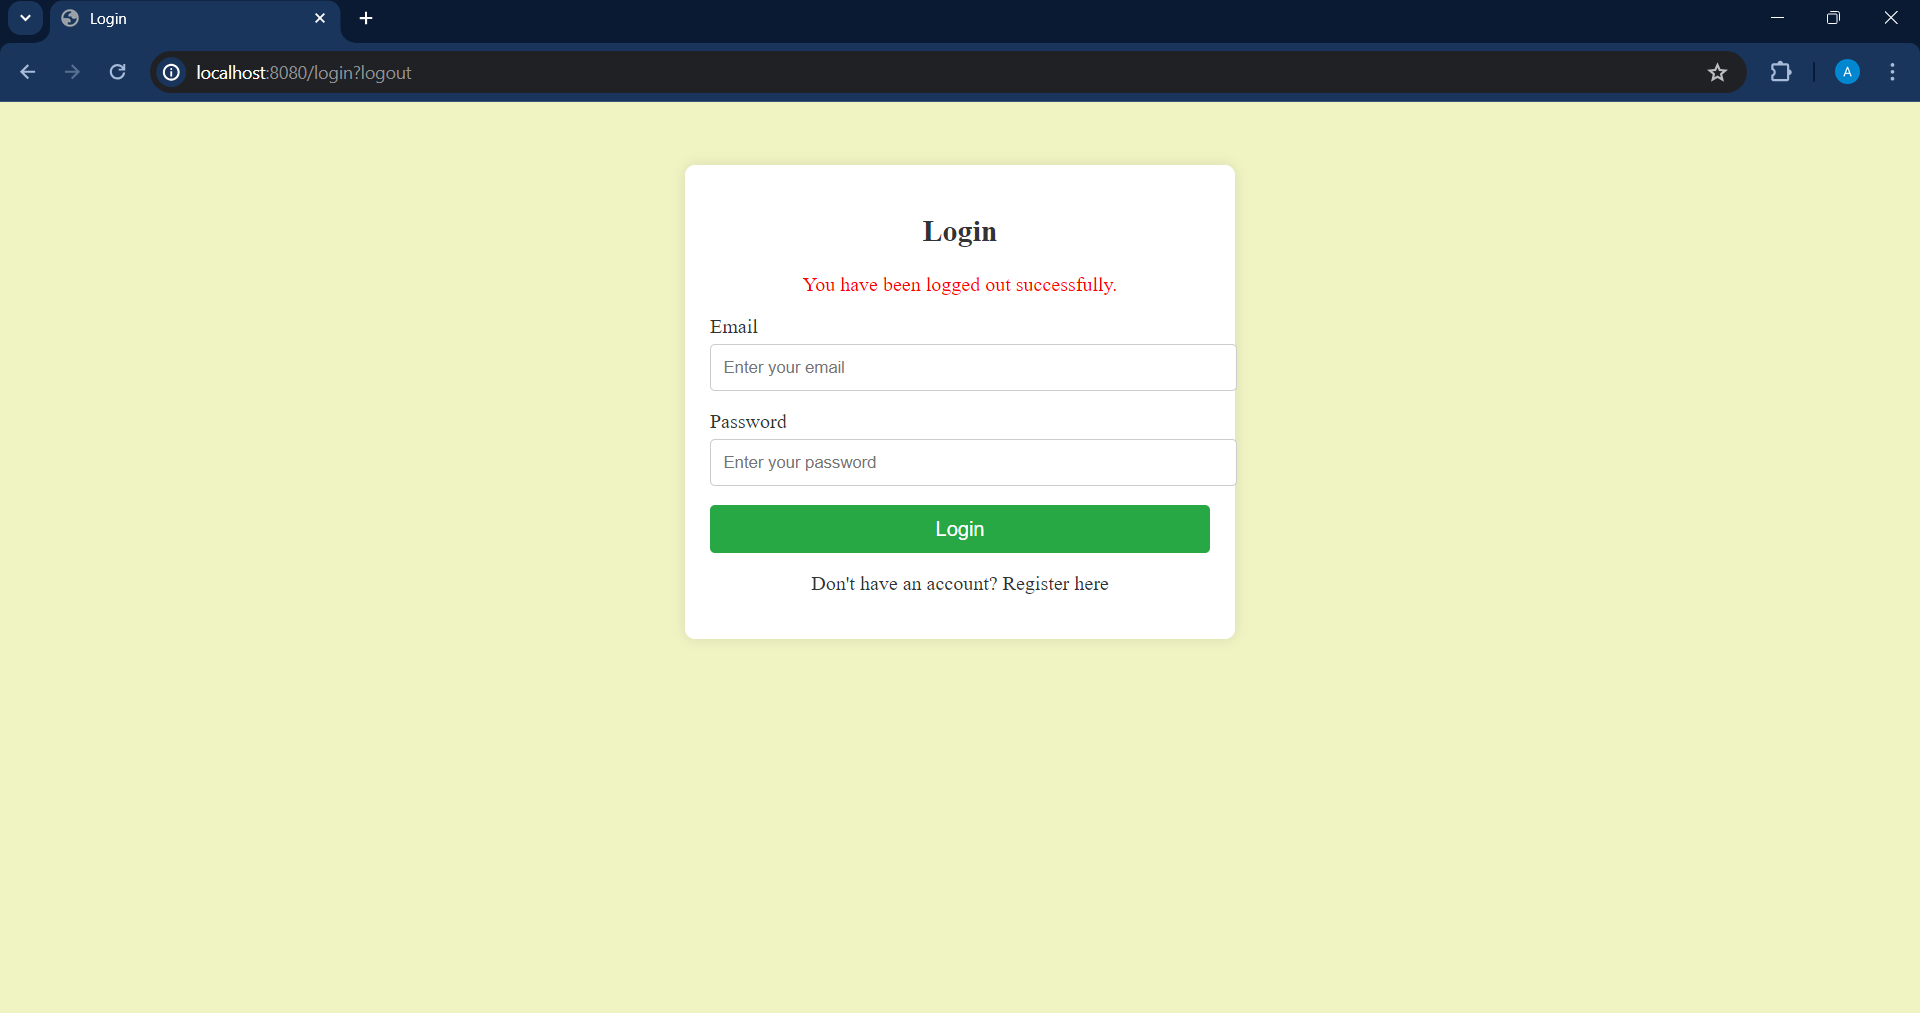 Login
localhost:8080/login?logout
A
Login
You have been logged out successfully.
Email
Enter your email
Password
Enter your password
Login
Don't have an account? Register here